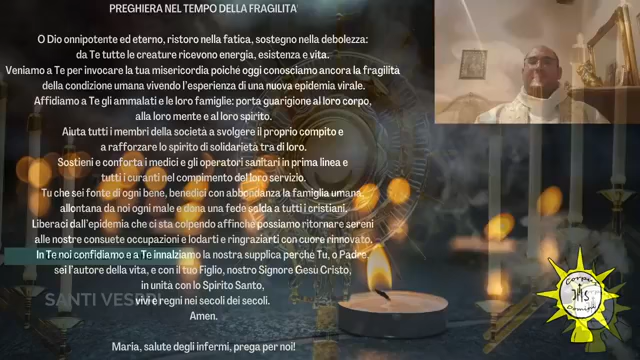 PREGHIERA NEL TEMPO DELLA FRAGILITA'
O Dio onnipotente ed eterno, ristoro nella fatica, sostegno nella debolezza:
da Te tutte le creature ricevono energia, esistenza e vita.
Veniamo a Te per invocare la tua misericordia poiché oggi conosciamo ancora la fragilità
della condizione umana vivendo l'esperienza di una nuova epidemia virale.
Affidiamo a Te gli ammalati e le loro famiglie: porta guarigione al loro corpo,
alla loro mente e al loro spirito.
Aiuta tutti i membri della società a svolgere il proprio compito e
a rafforzare lo spirito di solidarietà tra di loro.
Sostieni e conforta i medici e gli operatori sanitari in prima linea e
tutti i curanti nel compimento del loro servizio.
Tu che sei fonte di ogni bene, benedici con abbondanza la famiglia umana,
allontana da noi ogni male e dona una fede salda a tutti i cristiani.
Liberaci dall'epidemia che ci sta colpendo affinché possiamo ritornare sereni
alle nostre consuete occupazioni e lodarti e ringraziarti con cuore rinnovato.
In Te noi confidiamo e a Te innalziamo la nostra supplica perché Tu, o Padre,
sei l'autore della vita, e con il tuo Figlio, nostro Signore Gesù Cristo,
in unità con lo Spirito Santo,
vivi e regni nei secoli dei secoli.
SANTI VESPRI
Amen.
Maria, salute degli infermi, prega per noi!
Corpus
JHS
Domini